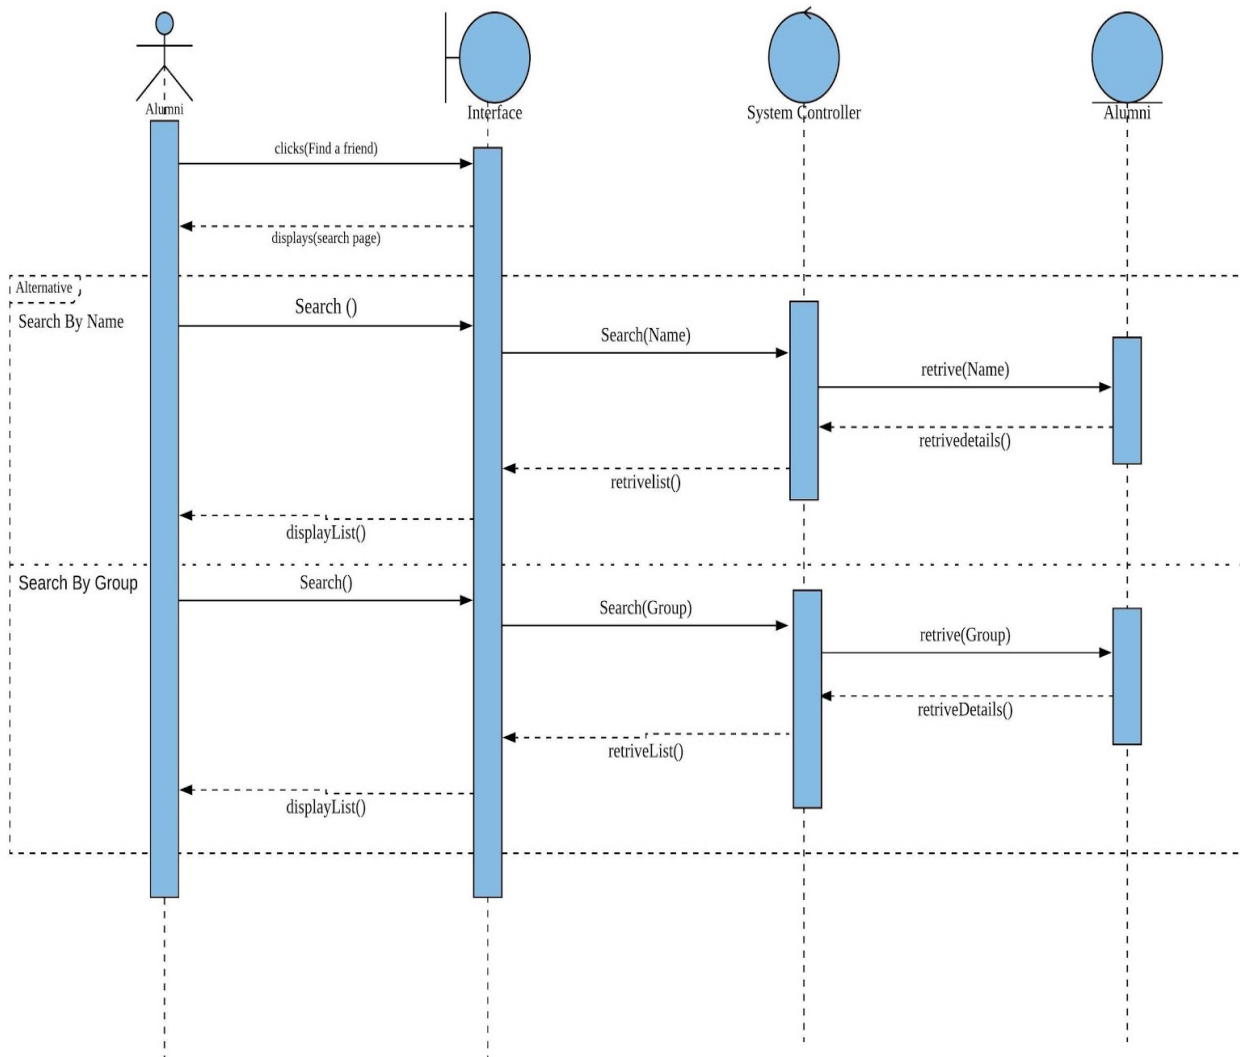 Alumni
Interface
System Controller
Alumni
clicks(Find a friend)
displays(search page)
Alternative
Search By Name
Search ()
Search(Name)
retrive(Name)
retrivedetails()
retrivelist()
displayList()
Search By Group
Search()
Search(Group)
retrive(Group)
retriveDetails()
retriveList()
displayList()